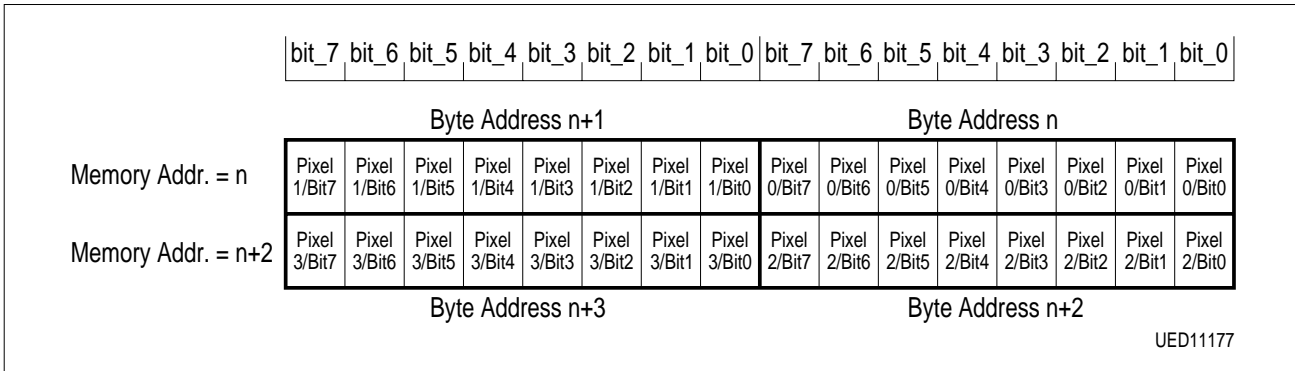 bit_7 bit_6 bit_5 bit_4 bit_3 bit_2 bit_1 bit_0 bit_7 bit_6 bit_5 bit_4 bit_3 bit_2 bit_1 bit_0
Byte Address n+1 Byte Address n
Memory Addr. = n
Pixel Pixel Pixel Pixel Pixel Pixel Pixel Pixel Pixel Pixel Pixel Pixel Pixel Pixel Pixel Pixel
1/Bit7 1/Bit6 1/Bit5 1/Bit4 1/Bit3 1/Bit2 1/Bit1 1/Bit0 0/Bit7 0/Bit6 0/Bit5 0/Bit4 0/Bit3 0/Bit2 0/Bit1 0/Bit0
Memory Addr. = n+2
Pixel Pixel Pixel Pixel Pixel Pixel Pixel Pixel Pixel Pixel Pixel Pixel Pixel Pixel Pixel Pixel
3/Bit7 3/Bit6 3/Bit5 3/Bit4 3/Bit3 3/Bit2 3/Bit1 3/Bit0 2/Bit7 2/Bit6 2/Bit5 2/Bit4 2/Bit3 2/Bit2 2/Bit1 2/Bit0
Byte Address n+3 Byte Address n+2
UED11177